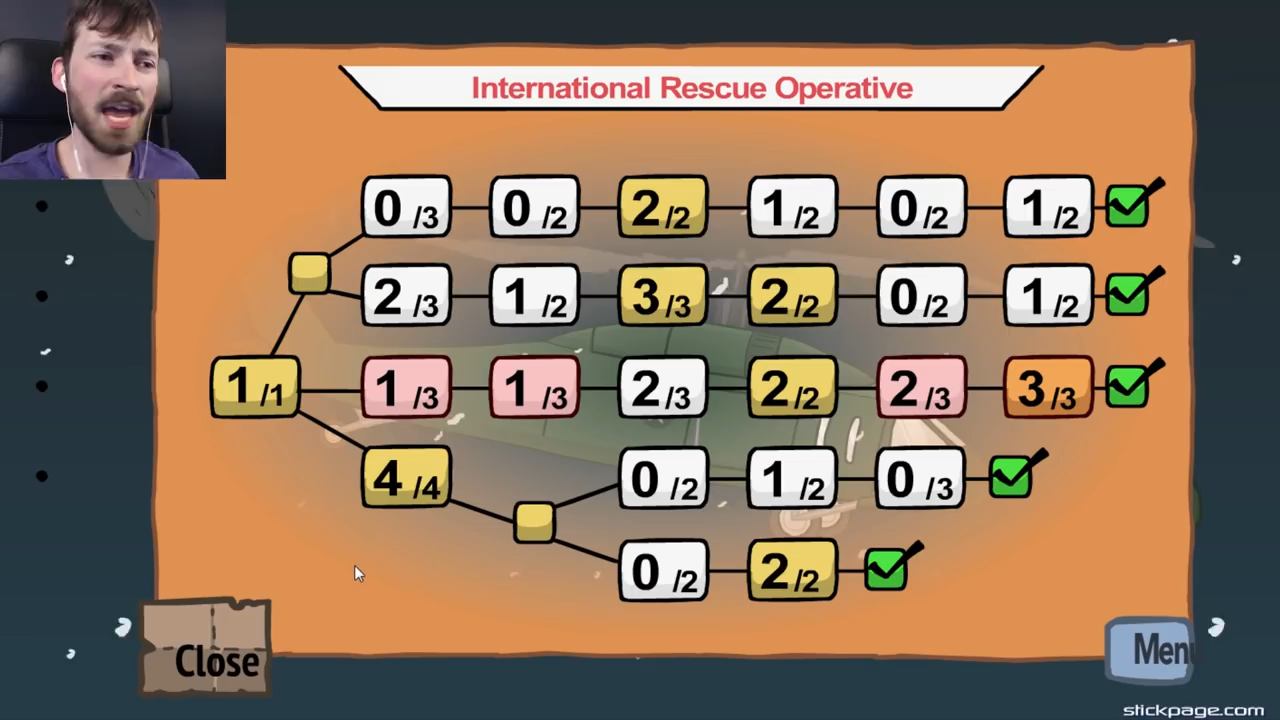 International Rescue Operative
0/3 0/2 2/2 1/2 0/2 1/2
2/3 1/2 3/3 2/2 0/2 1/2
1/1 1/3 1/3 2/3 2/2 2/3 3/3
4/4 0/2 1/2 0/3
0/2 2/2
Close Menu
stickpage.com